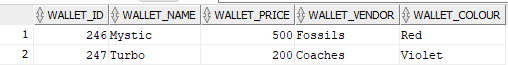 WALLET_ID WALLET_NAME WALLET_PRICE WALLET_VENDOR WALLET_COLOUR
1 246 Mystic 500 Fossils Red
2 247 Turbo 200 Coaches Violet